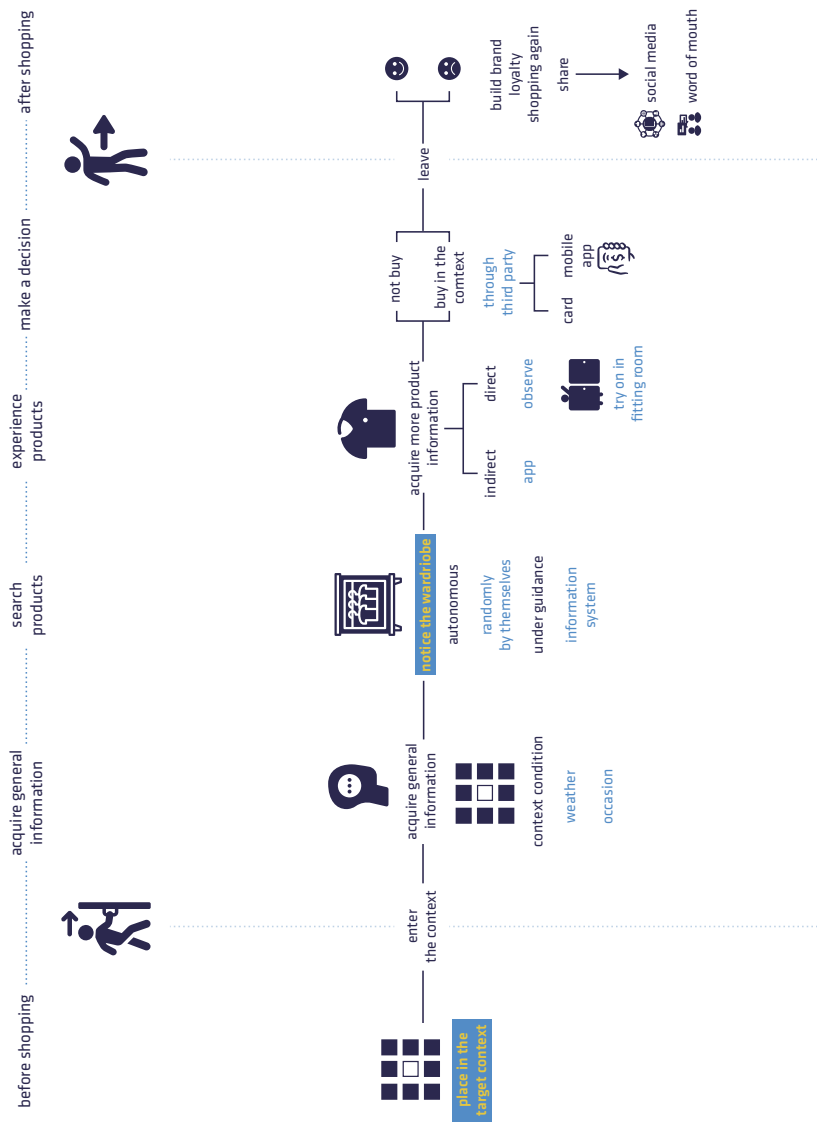 before shopping
acquire general
information
search
products
experience
products
make a decision
after shopping
place in the
target context
enter
the context
acquire general
information
context condition
weather
occasion
notice the wardriobe
autonomous
randomly
by themselves
under guidance
information
system
acquire more product
information
indirect
app
direct
observe
try on in
fitting room
not buy
buy in the
comtext
through
third party
card
mobile
app
leave
build brand
loyalty
shopping again
share
social media
word of mouth